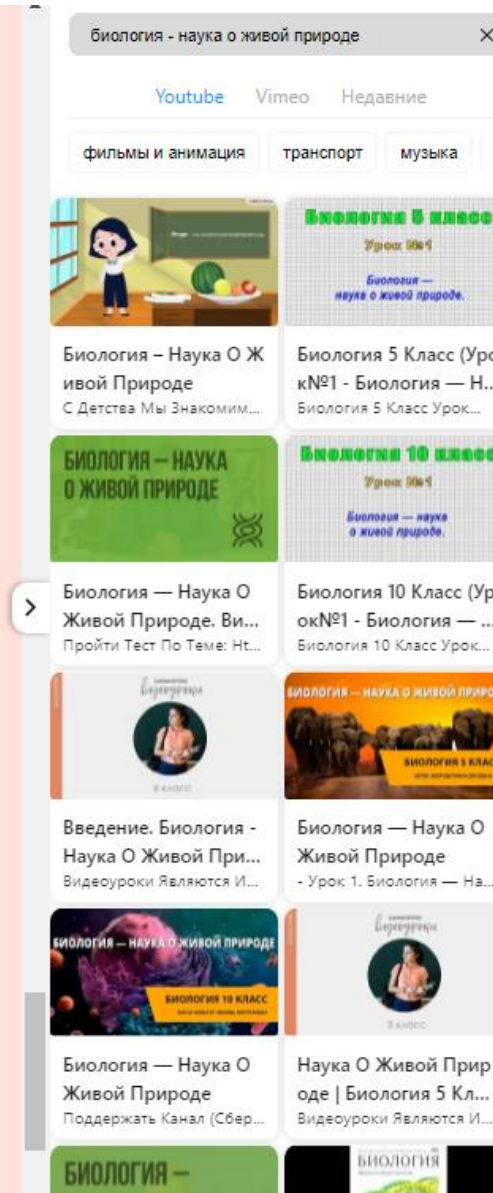 биология - наука о живой природе
Youtube Vimeo Недавние
фильмы и анимация транспорт музыка
Биология 5 класс
Урок №1
Биология —
наука о живой природе.
Биология – Наука О Ж
ивой Природе
С Детства Мы Знакомим....
Биология 5 Класс (Уро
к№1 - Биология — Н...
Биология 5 Класс Урок...
БИОЛОГИЯ – НАУКА
О ЖИВОЙ ПРИРОДЕ
Биология 10 класс
Урок №1
Биология — наука
о живой природе.
Биология — Наука О
Живой Природе. Ви...
Пройти Тест По Теме: Ht...
Биология 10 Класс (Ур
ок№1 - Биология — ...
Биология 10 Класс Урок...
видеоуроки
БИОЛОГИЯ – НАУКА О ЖИВОЙ ПРИРО
БИОЛОГИЯ 5 КЛАС
Введение. Биология -
Наука О Живой При...
Видеоуроки Являются И...
Биология — Наука О
Живой Природе
- Урок 1. Биология — На...
БИОЛОГИЯ – НАУКА О ЖИВОЙ ПРИРОДЕ
БИОЛОГИЯ 10 КЛАСС
видеоуроки
5 КЛАСС
Биология — Наука О
Живой Природе
Поддержать Канал (Сбер...
Наука О Живой Прир
оде | Биология 5 Кл...
Видеоуроки Являются И...
БИОЛОГИЯ –
БИОЛОГИЯ